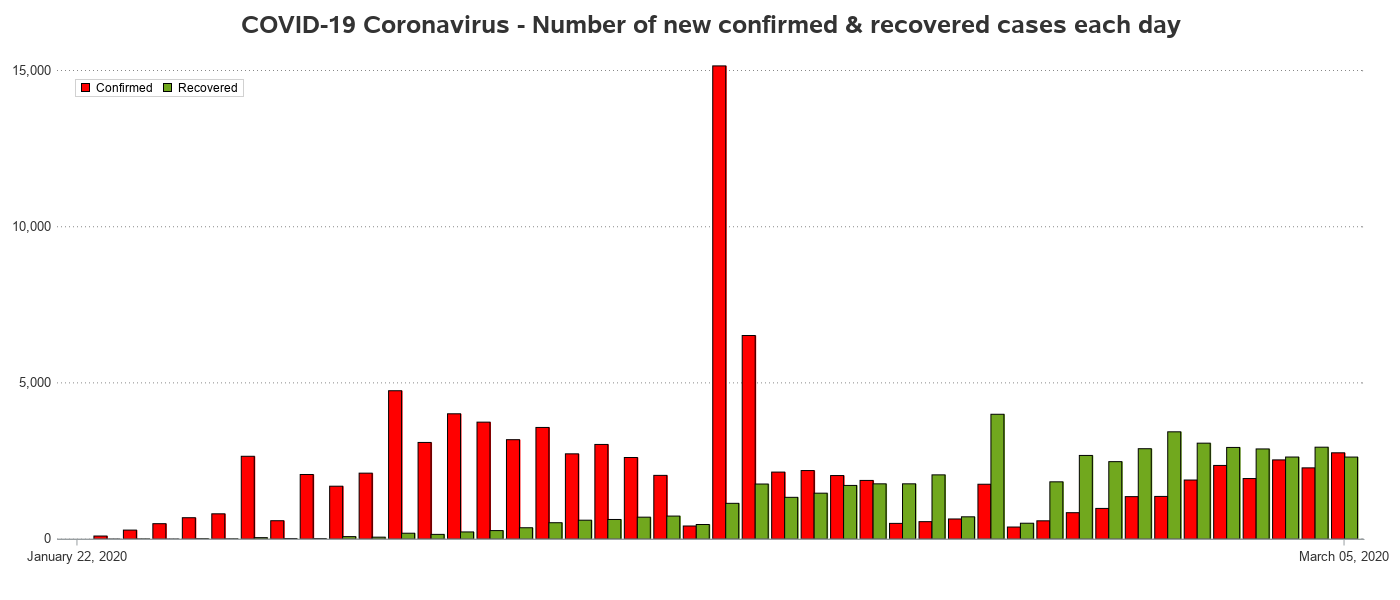 COVID-19 Coronavirus - Number of new confirmed & recovered cases each day
15,000
Confirmed Recovered
10,000
5,000
0
January 22, 2020 March 05, 2020